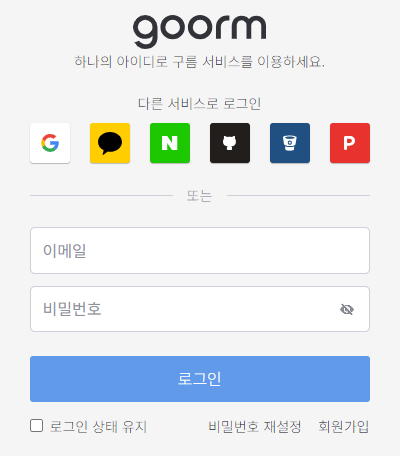 goorm
하나의 아이디로 구름 서비스를 이용하세요.
다른 서비스로 로그인
G N P
또는
이메일
비밀번호
로그인
로그인 상태 유지 비밀번호 재설정 회원가입